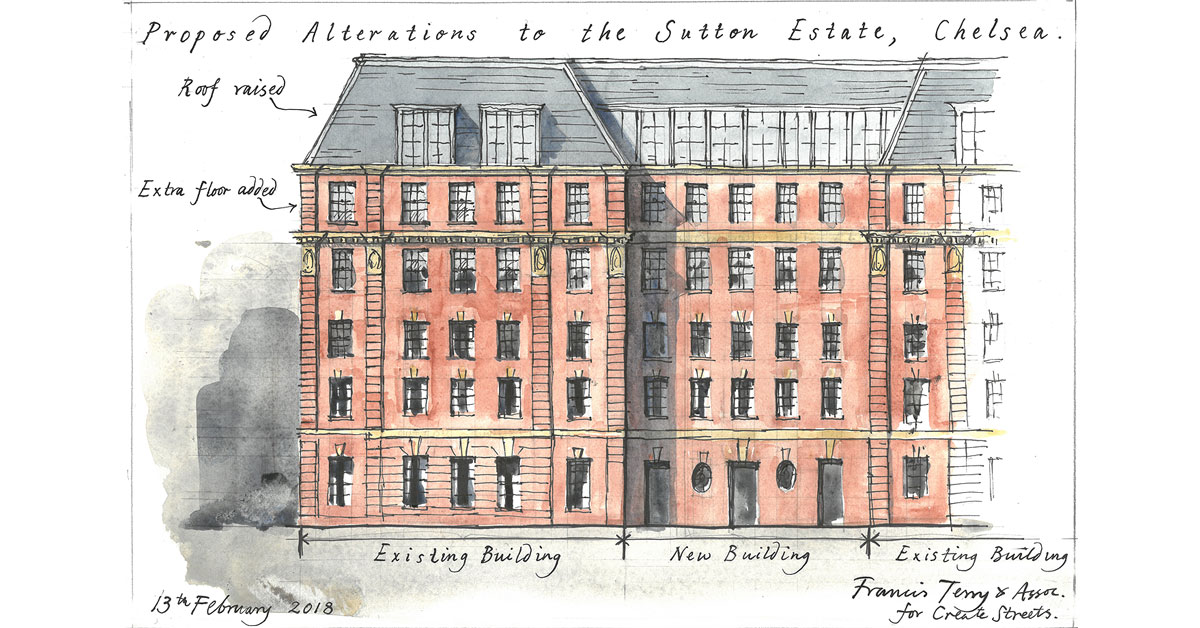 Proposed Alterations to the Sutton Estate, Chelsea.
Roof raised
Extra floor added
Existing Building
New Building
Existing Building
13th February 2018
Francis Terry & Assoc.
for Create Streets.